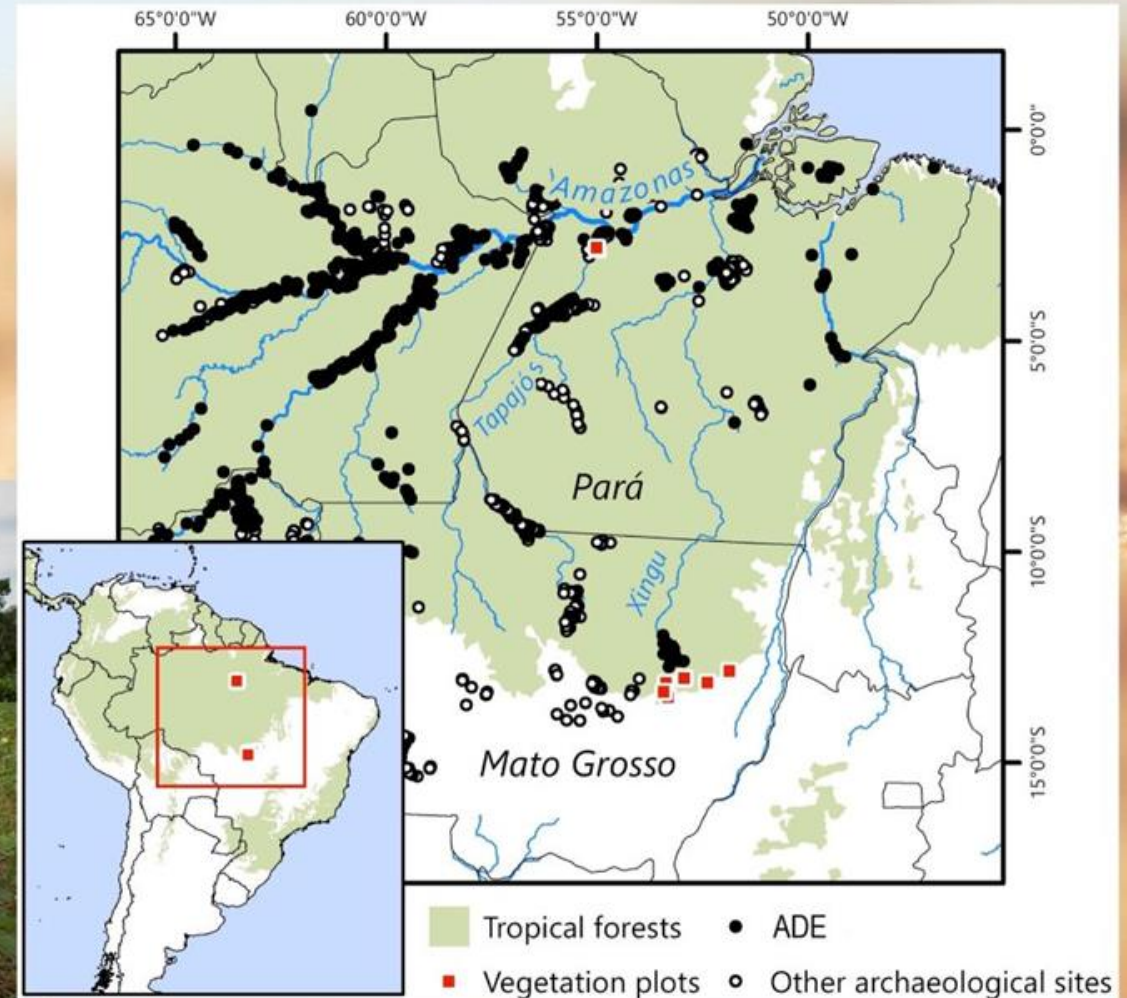 65°0'0"W 60°0'0"W 55°0'0"W 50°0'0"W
0°0'0"
'Amazonas
5°0'0"S
Tapajós
Pará
10°0'0"S
Xingu
Mato Grosso
15°0'0"S
Tropical forests ADE
Vegetation plots Other archaeological sites